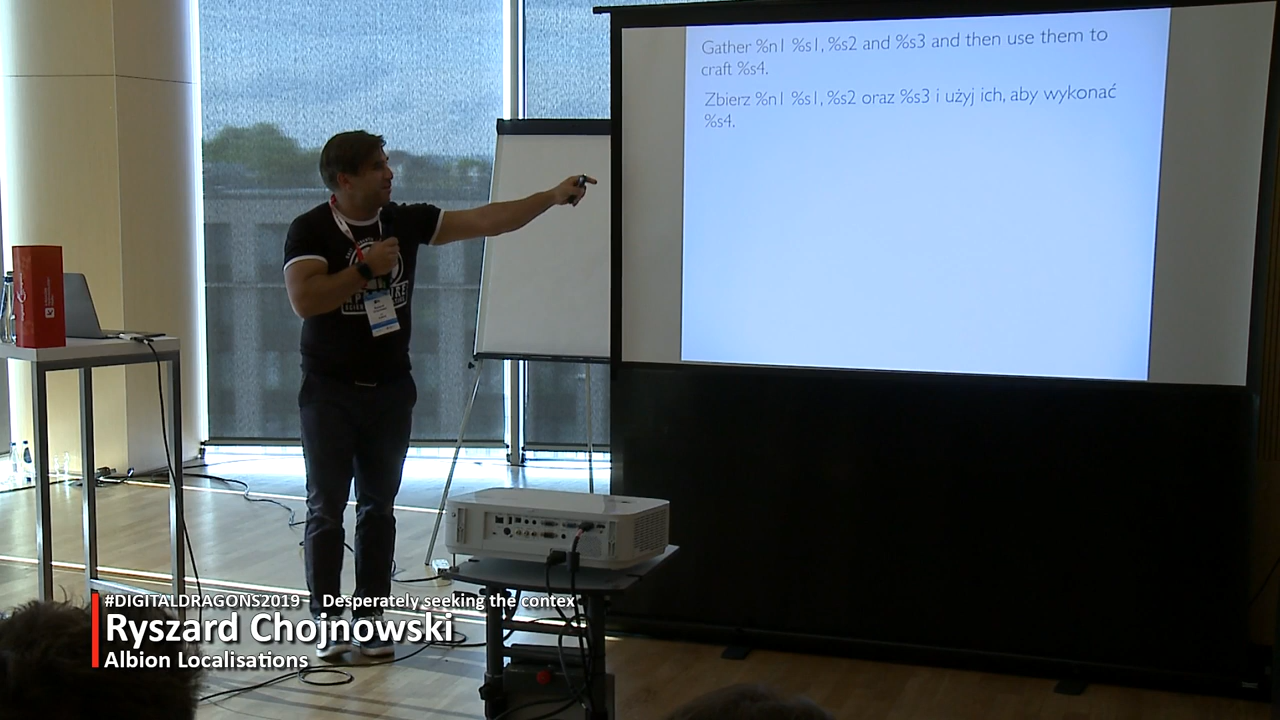 Gather %n1 %s1, %s2 and %s3 and then use them to
craft %s4.
Zbierz %n1 %s1, %s2 oraz %s3 i użyj ich, aby wykonać
%s4.
#DIGITALDRAGONS2019 Desperately seeking the contex
Ryszard Chojnowski
Albion Localisations